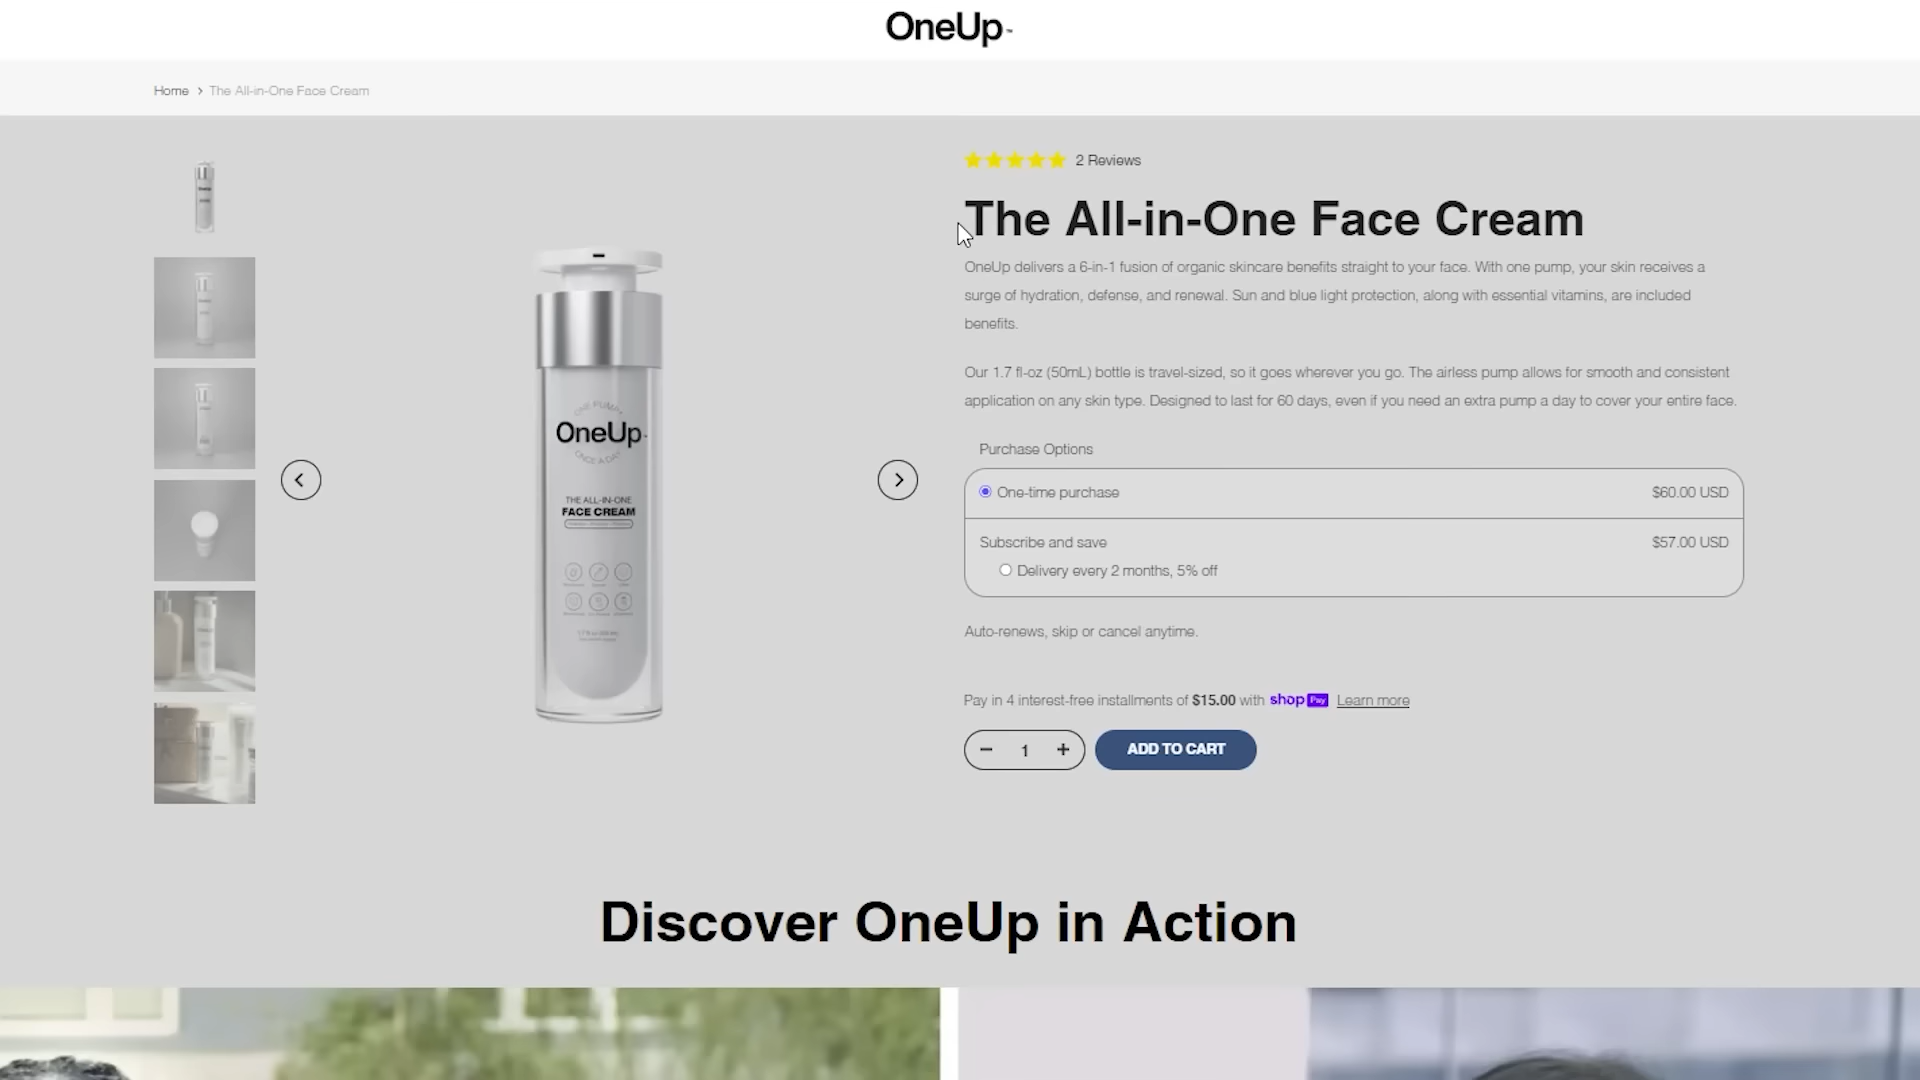 OneUp
Home > The All-in-One Face Cream
2 Reviews
The All-in-One Face Cream
OneUp delivers a 6-in-1 fusion of organic skincare benefits straight to your face. With one pump, your skin receives a
surge of hydration, defense, and renewal. Sun and blue light protection, along with essential vitamins, are included
benefits.
Our 1.7 fl-oz (50mL) bottle is travel-sized, so it goes wherever you go. The airless pump allows for smooth and consistent
application on any skin type. Designed to last for 60 days, even if you need an extra pump a day to cover your entire face.
Purchase Options
One-time purchase $60.00 USD
Subscribe and save $57.00 USD
Delivery every 2 months, 5% off
Auto-renews, skip or cancel anytime.
Pay in 4 interest-free installments of $15.00 with shop Pay Learn more
− 1 + ADD TO CART
ONE PUMP
OneUp
ONCE A DAY
THE ALL-IN-ONE
FACE CREAM
Discover OneUp in Action